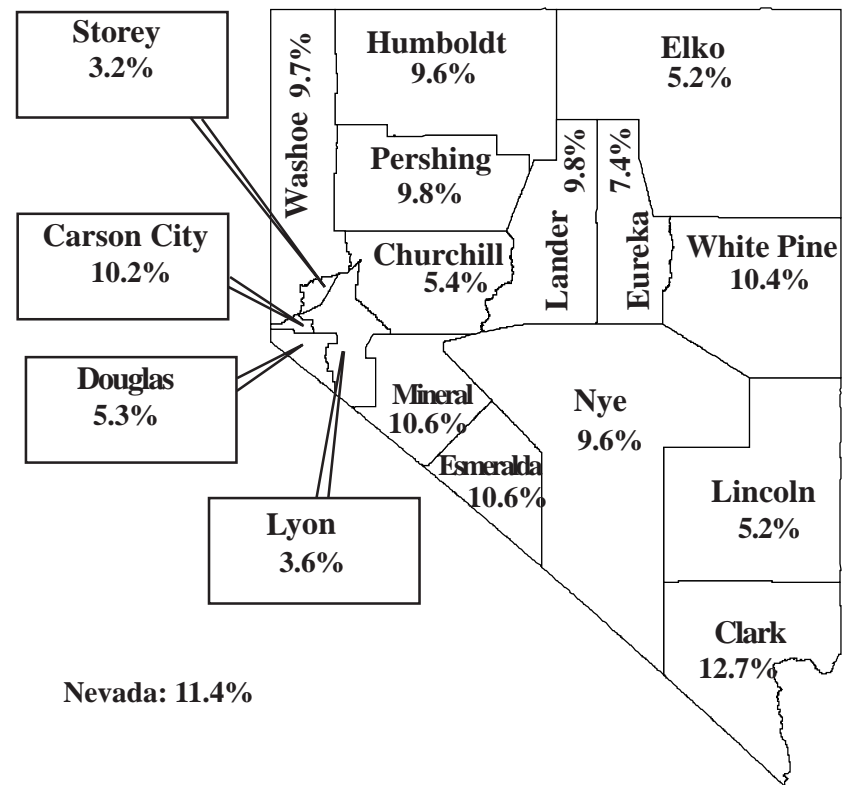 Storey
3.2%
Washoe 9.7%
Humboldt
9.6%
Elko
5.2%
Pershing
9.8%
Lander 9.8%
Eureka 7.4%
Carson City
10.2%
Churchill
5.4%
White Pine
10.4%
Douglas
5.3%
Mineral
10.6%
Nye
9.6%
Esmeralda
10.6%
Lincoln
5.2%
Lyon
3.6%
Clark
12.7%
Nevada: 11.4%